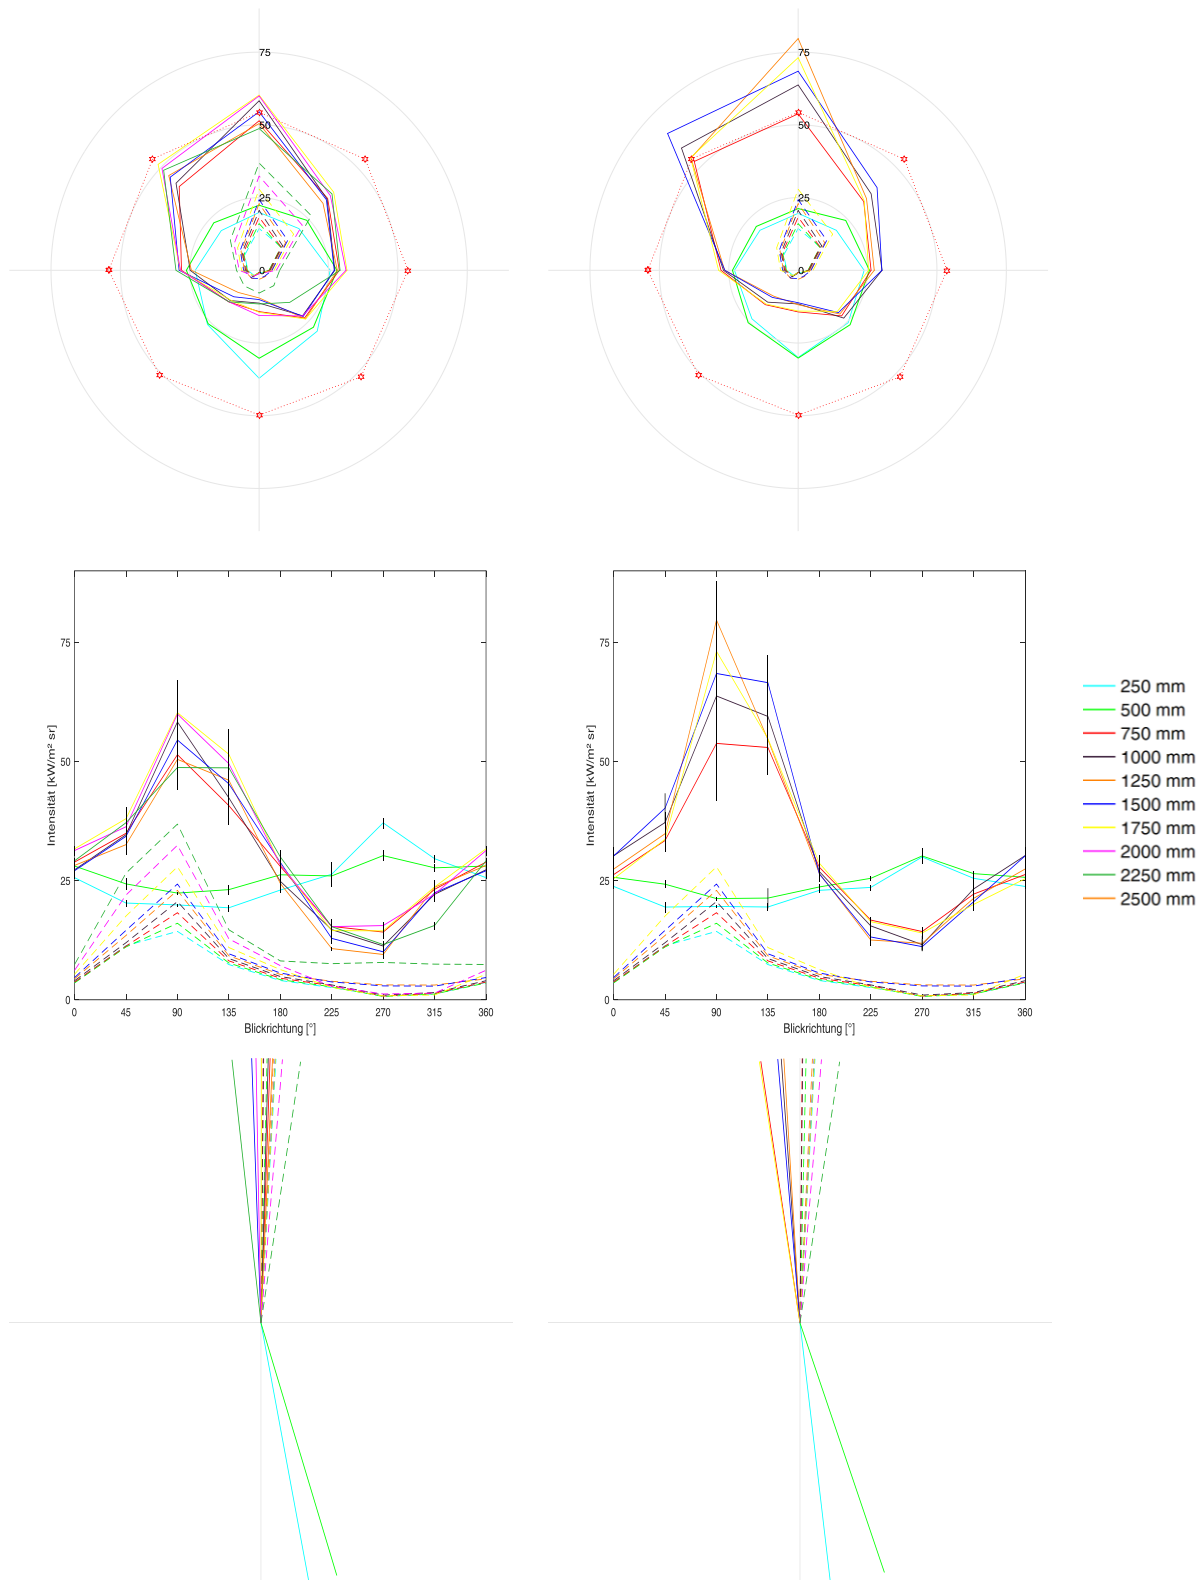 75
50
25
0
75
50
25
0
75
50
25
0
Intensität [kW/m² sr]
0 45 90 135 180 225 270 315 360
Blickrichtung [°]
75
50
25
0
Intensität [kW/m² sr]
0 45 90 135 180 225 270 315 360
Blickrichtung [°]
250 mm
500 mm
750 mm
1000 mm
1250 mm
1500 mm
1750 mm
2000 mm
2250 mm
2500 mm